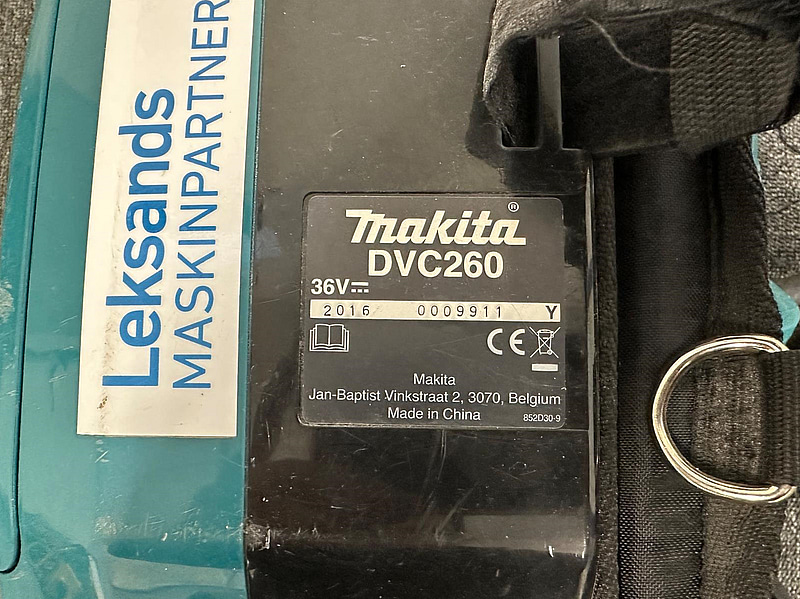 Leksands
MASKINPARTNER
makita®
DVC260
36V⎓
2016 0009911 Y
CE
Makita
Jan-Baptist Vinkstraat 2, 3070, Belgium
Made in China
852D30-9